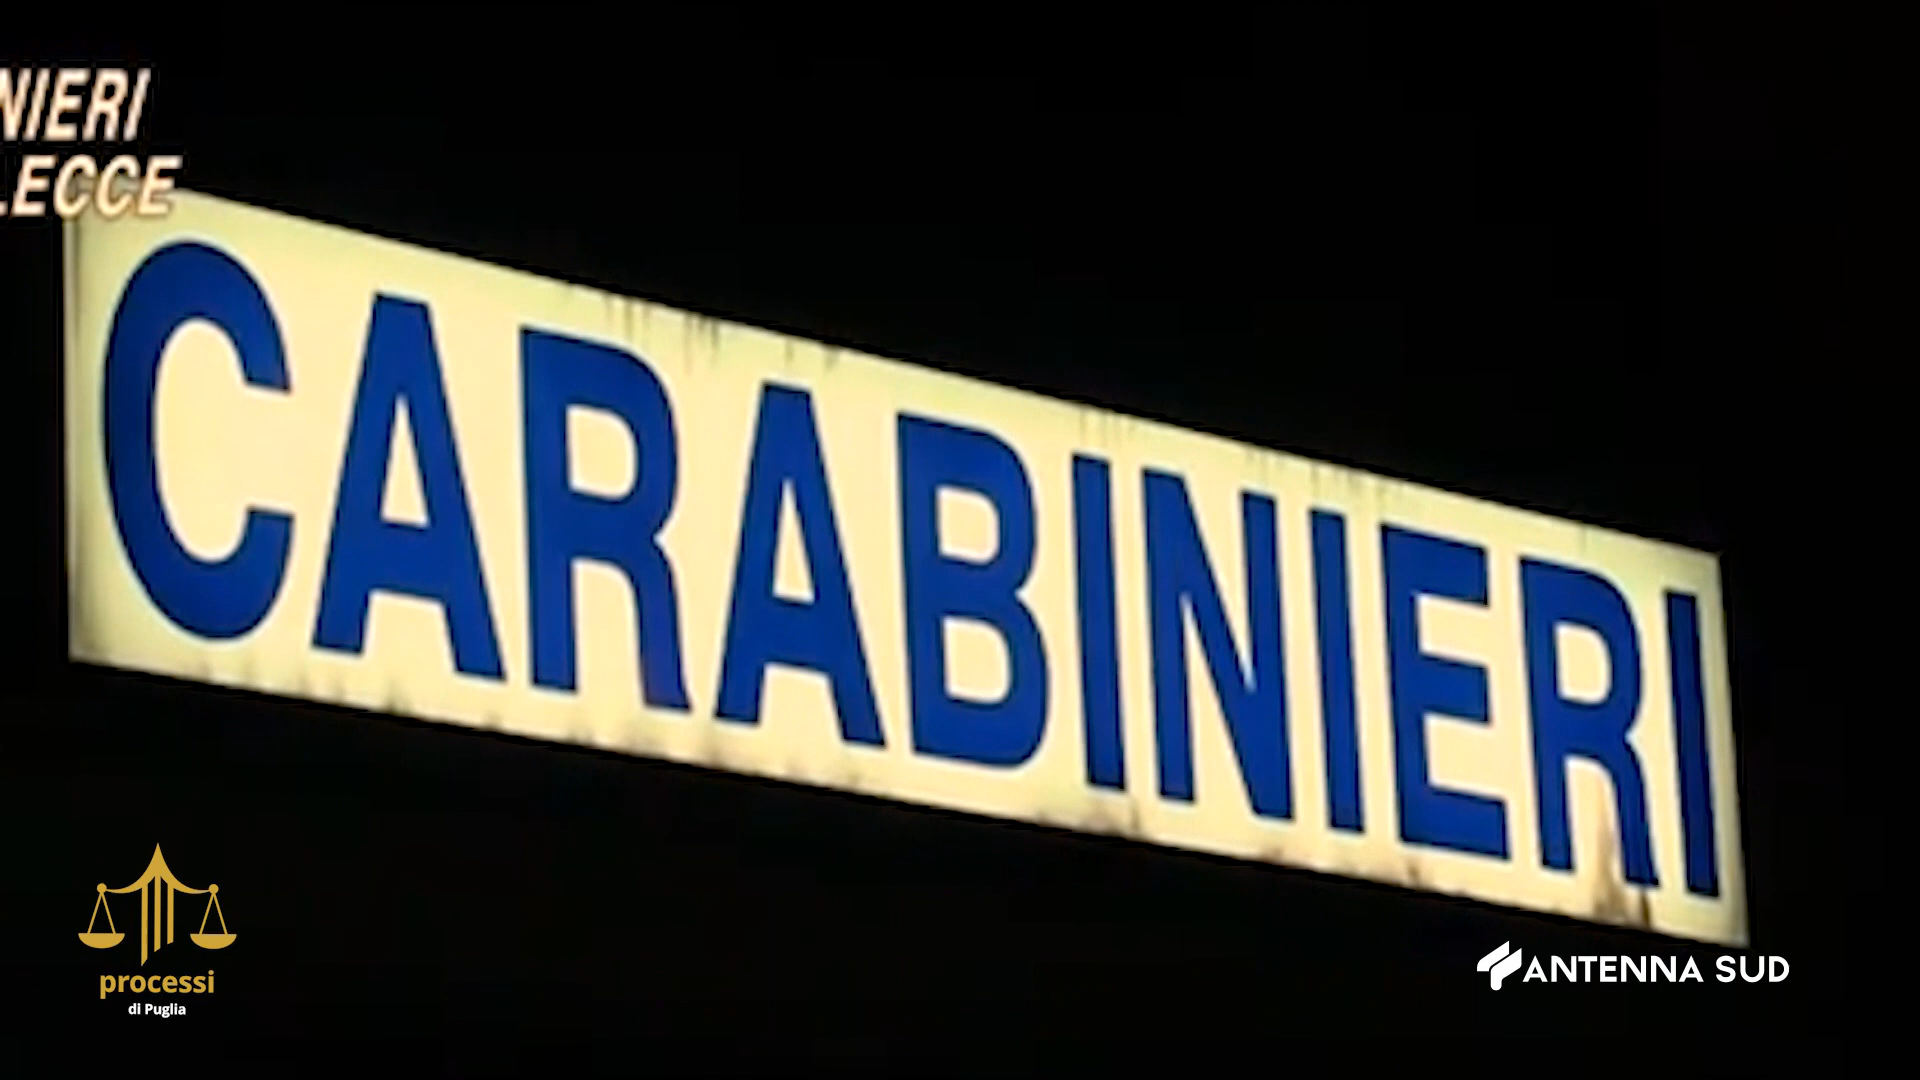 NIERI
LECCE
CARABINIERI
processi
di Puglia
ANTENNA SUD